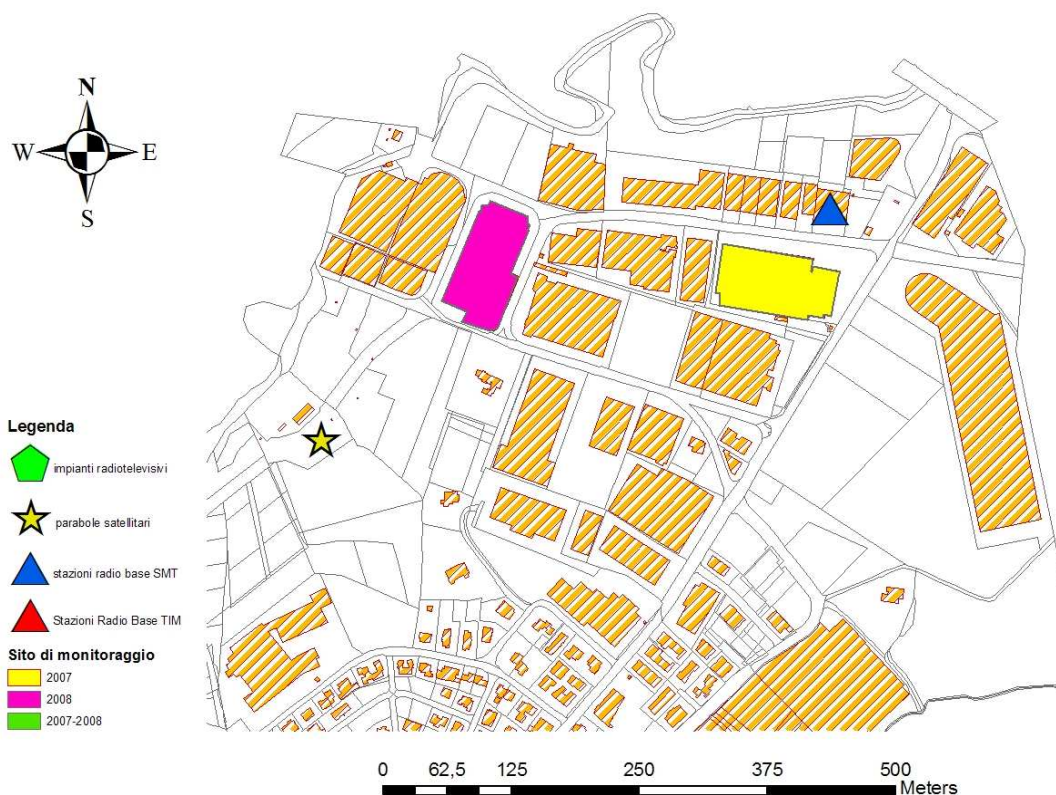 N
W E
S
Legenda
impianti radiotelevisivi
parabole satellitari
stazioni radio base SMT
Stazioni Radio Base TIM
Sito di monitoraggio
2007
2008
2007-2008
0 62,5 125 250 375 500
Meters